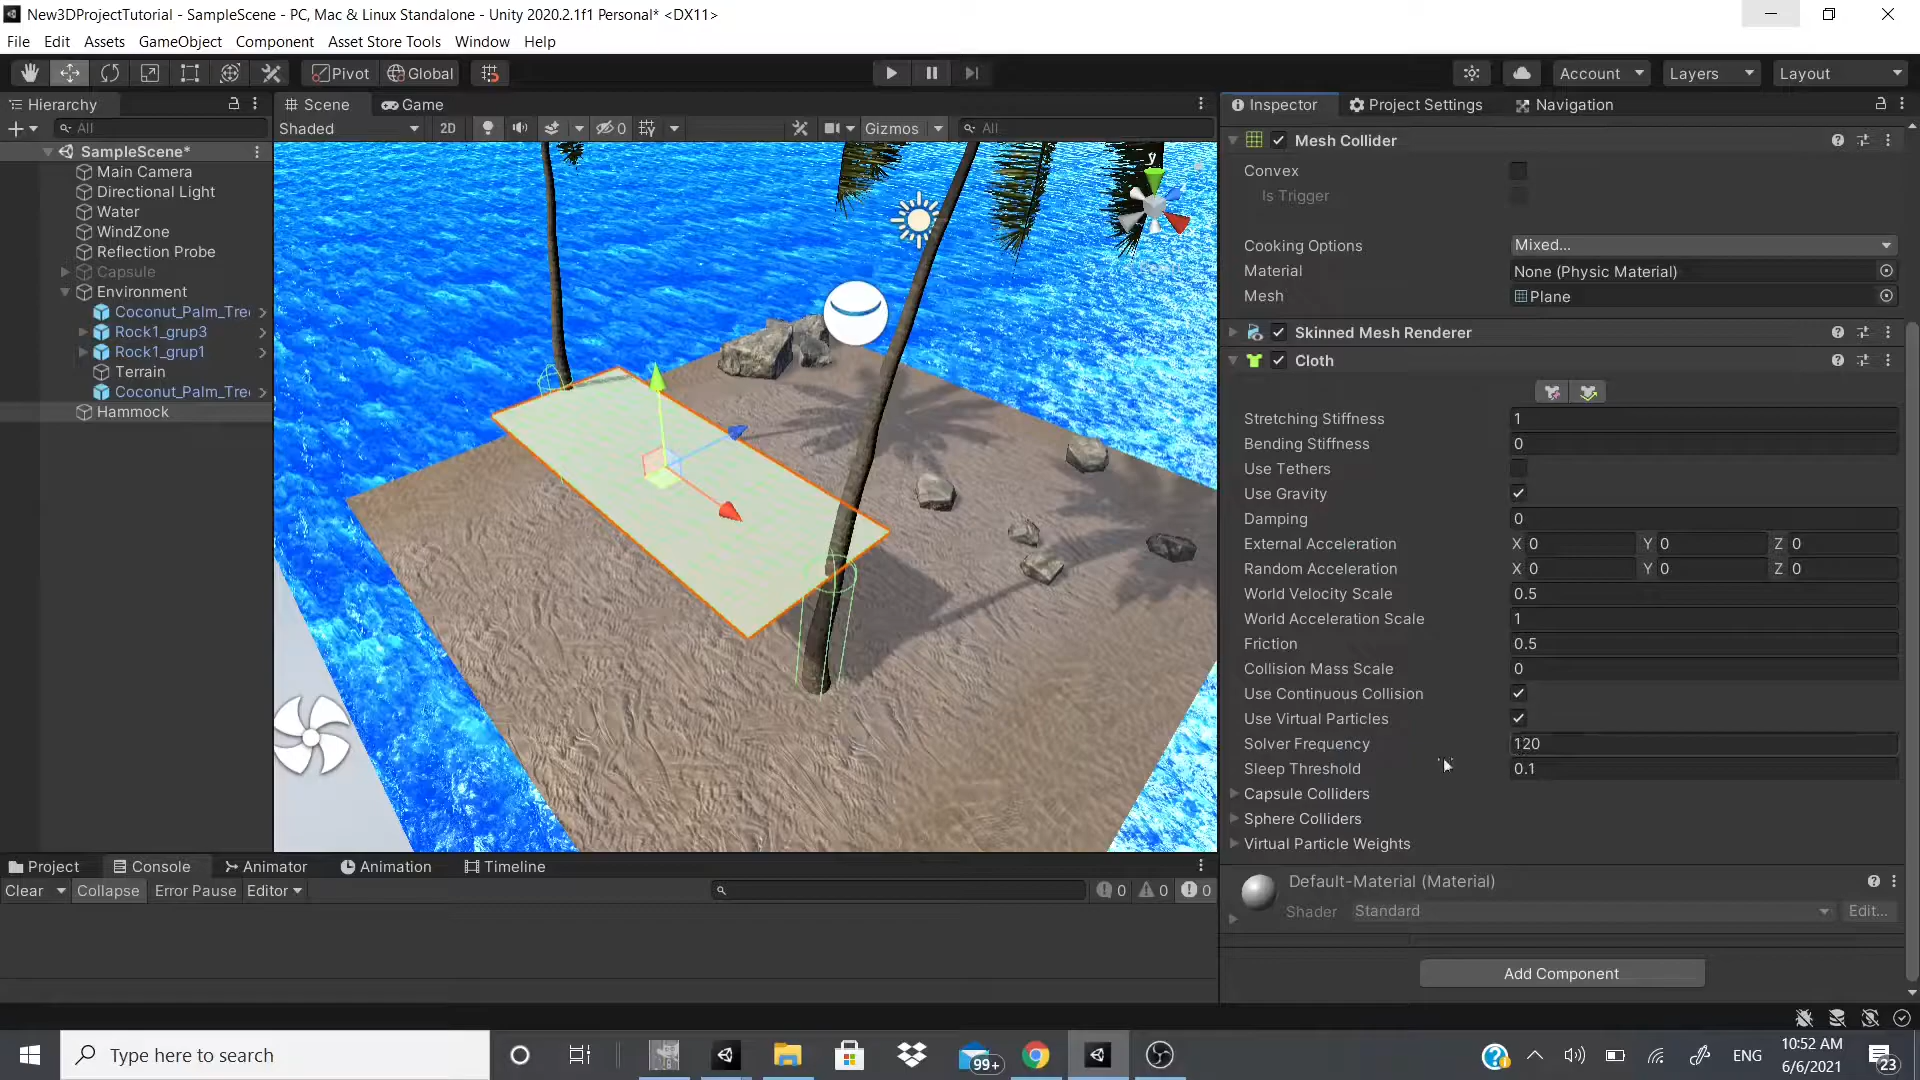 New3DProjectTutorial - SampleScene - PC, Mac & Linux Standalone - Unity 2020.2.1f1 Personal* <DX11>
File Edit Assets GameObject Component Asset Store Tools Window Help
Pivot Global Account Layers Layout
Hierarchy
All
SampleScene*
Main Camera
Directional Light
Water
WindZone
Reflection Probe
Capsule
Environment
Coconut_Palm_Tre
Rock1_grup3
Rock1_grup1
Terrain
Coconut_Palm_Tre
Hammock
Scene Game
Shaded 2D 0 Gizmos All
y
Inspector Project Settings Navigation
Mesh Collider
Convex
Is Trigger
Cooking Options Mixed...
Material None (Physic Material)
Mesh Plane
Skinned Mesh Renderer
Cloth
Stretching Stiffness 1
Bending Stiffness 0
Use Tethers
Use Gravity
Damping 0
External Acceleration X 0 Y 0 Z 0
Random Acceleration X 0 Y 0 Z 0
World Velocity Scale 0.5
World Acceleration Scale 1
Friction 0.5
Collision Mass Scale 0
Use Continuous Collision
Use Virtual Particles
Solver Frequency 120
Sleep Threshold 0.1
Capsule Colliders
Sphere Colliders
Virtual Particle Weights
Default-Material (Material)
Shader Standard Edit...
Add Component
Project Console Animator Animation Timeline
Clear Collapse Error Pause Editor 0 0 0
Type here to search
99+
ENG
10:52 AM
6/6/2021
23